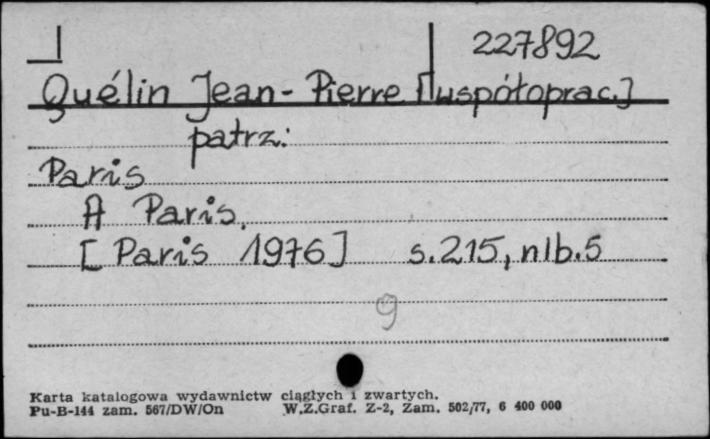 227892
Quélin Jean-Pierre [współoprac.]
patrz:
Paris
A Paris.
[Paris 1976] s.215, nlb.5
9
Karta katalogowa wydawnictw ciągłych i zwartych.
Pu-B-144 zam. 567/DW/On W.Z.Graf. Z-2, Zam. 502/77, 6 400 000